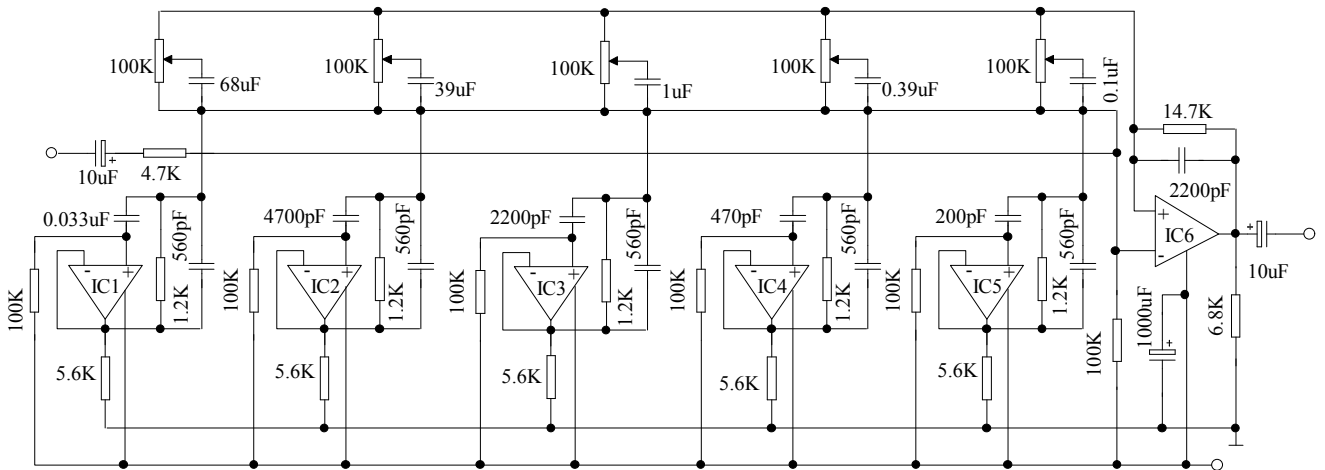 100K
68uF
100K
39uF
100K
1uF
100K
0.39uF
100K
0.1uF
14.7K
2200pF
10uF
+
4.7K
0.033uF
560pF
4700pF
560pF
2200pF
560pF
470pF
560pF
200pF
560pF
+
IC6
-
+
10uF
100K
- +
IC1
1.2K
100K
- +
IC2
1.2K
100K
- +
IC3
1.2K
100K
- +
IC4
1.2K
100K
- +
IC5
1.2K
100K
1000uF
+
6.8K
5.6K
5.6K
5.6K
5.6K
5.6K